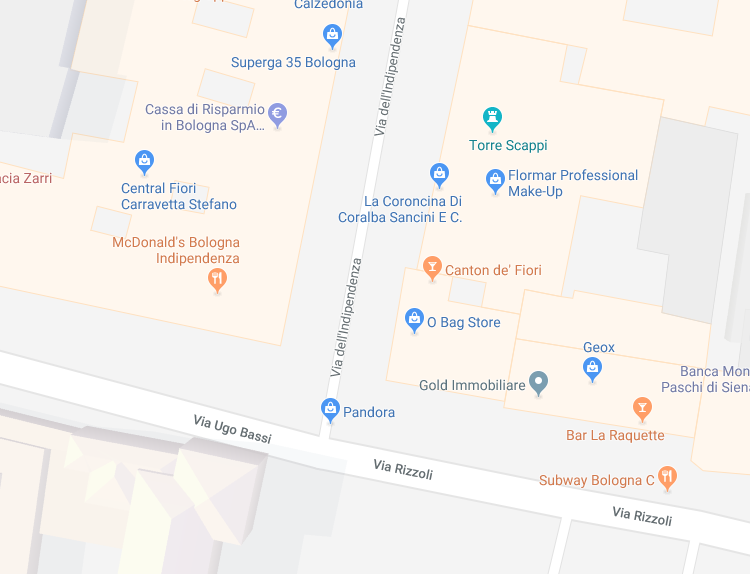 Calzedonia
Superga 35 Bologna
Via dell'Indipendenza
Cassa di Risparmio
in Bologna SpA...
Torre Scappi
cia Zarri
Central Fiori
Carravetta Stefano
Flormar Professional
Make-Up
La Coroncina Di
Coralba Sancini E C.
McDonald's Bologna
Indipendenza
Canton de' Fiori
Via dell'Indipendenza
O Bag Store
Geox
Gold Immobiliare
Banca Mon
Paschi di Siena
Pandora
Bar La Raquette
Via Ugo Bassi
Via Rizzoli
Subway Bologna C
Via Rizzoli